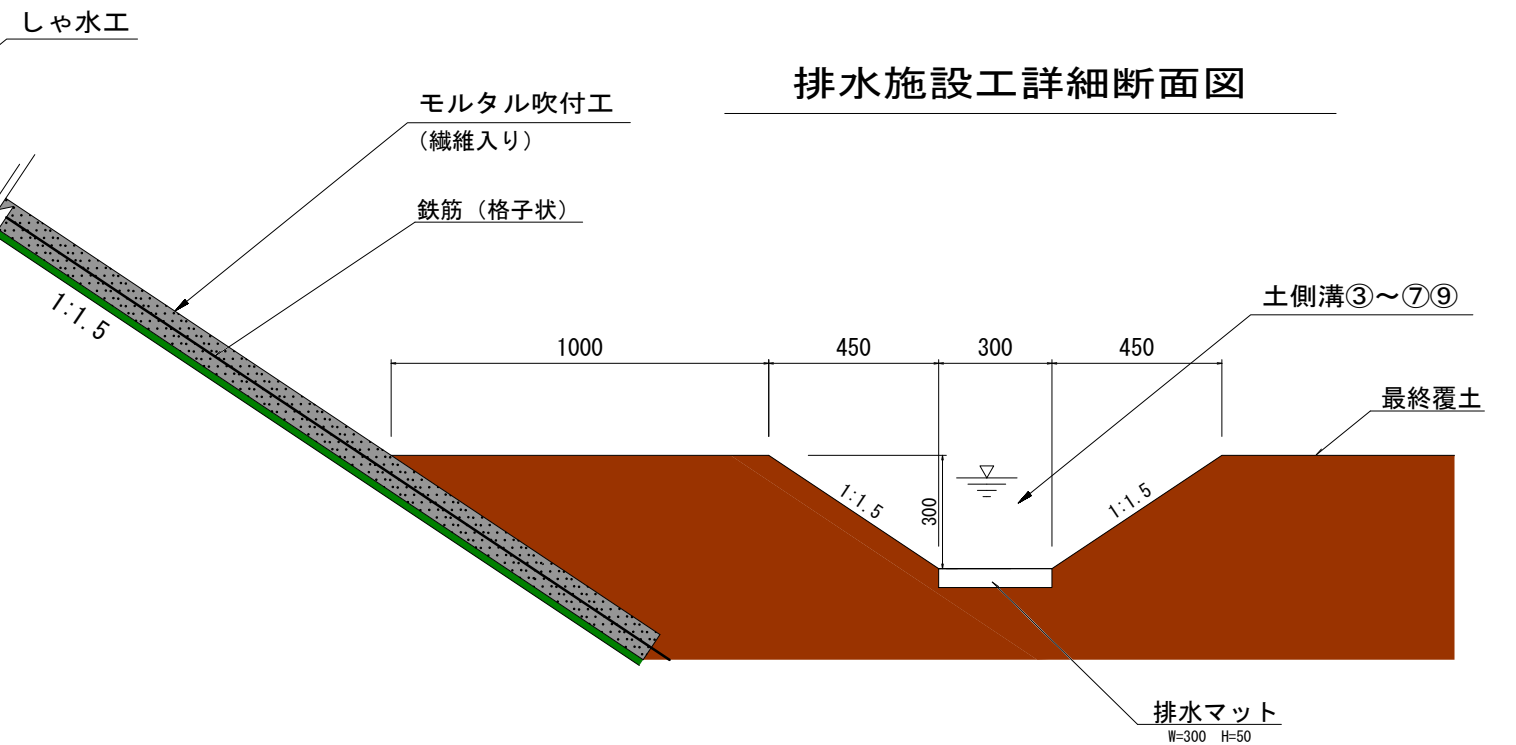 しゃ水工
排水施設工詳細断面図
モルタル吹付工
(繊維入り)
鉄筋（格子状）
1:1.5
土側溝③～⑦⑨
1000
450
300
450
最終覆土
1:1.5
300
1:1.5
排水マット
W=300 H=50